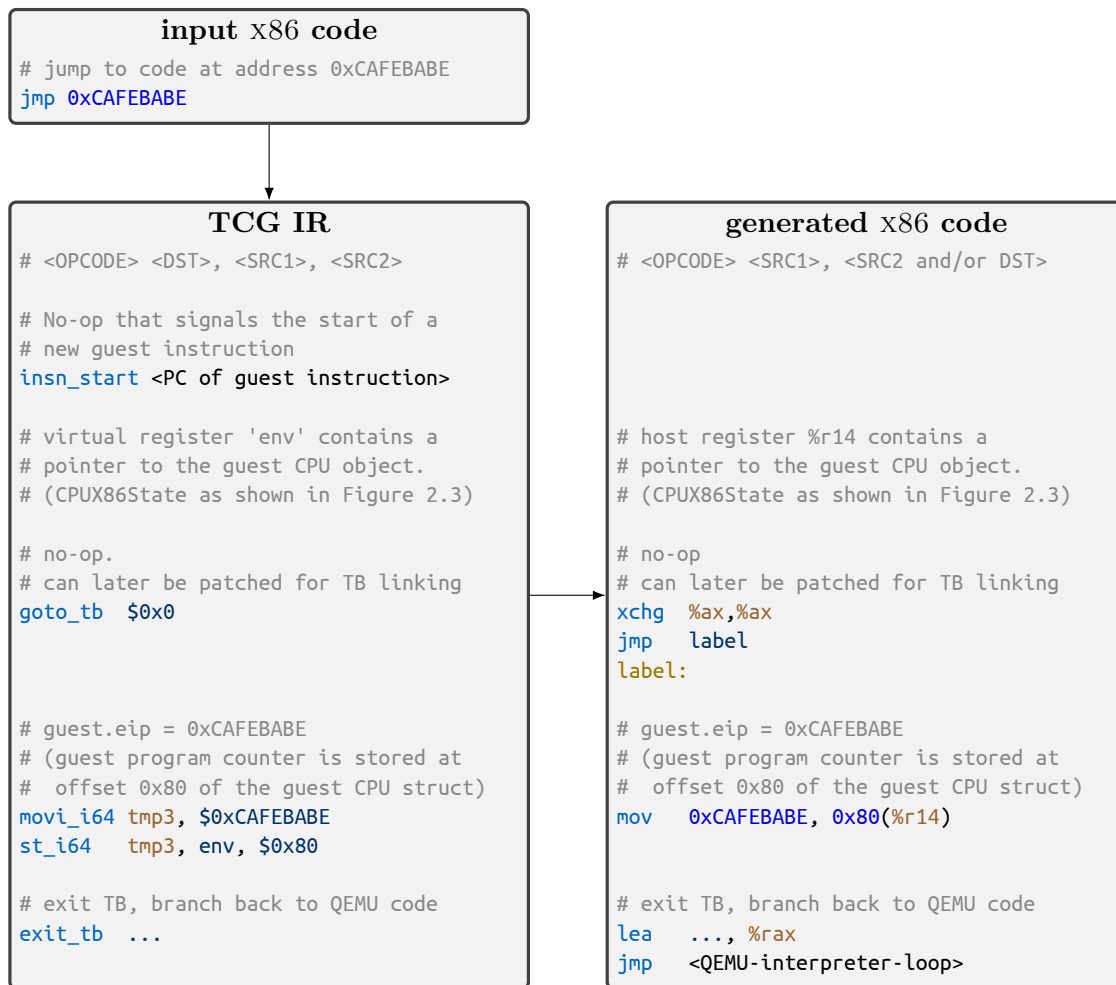 input x86 code
# jump to code at address 0xCAFEBABE
jmp 0xCAFEBABE
TCG IR
# <OPCODE> <DST>, <SRC1>, <SRC2>
# No-op that signals the start of a
# new guest instruction
insn_start <PC of guest instruction>
# virtual register 'env' contains a
# pointer to the guest CPU object.
# (CPUX86State as shown in Figure 2.3)
# no-op.
# can later be patched for TB linking
goto_tb $0x0
# guest.eip = 0xCAFEBABE
# (guest program counter is stored at
#  offset 0x80 of the guest CPU struct)
movi_i64 tmp3, $0xCAFEBABE
st_i64   tmp3, env, $0x80
# exit TB, branch back to QEMU code
exit_tb  ...
generated x86 code
# <OPCODE> <SRC1>, <SRC2 and/or DST>
# host register %r14 contains a
# pointer to the guest CPU object.
# (CPUX86State as shown in Figure 2.3)
# no-op
# can later be patched for TB linking
xchg  %ax,%ax
jmp   label
label:
# guest.eip = 0xCAFEBABE
# (guest program counter is stored at
#  offset 0x80 of the guest CPU struct)
mov   0xCAFEBABE, 0x80(%r14)
# exit TB, branch back to QEMU code
lea   ..., %rax
jmp   <QEMU-interpreter-loop>